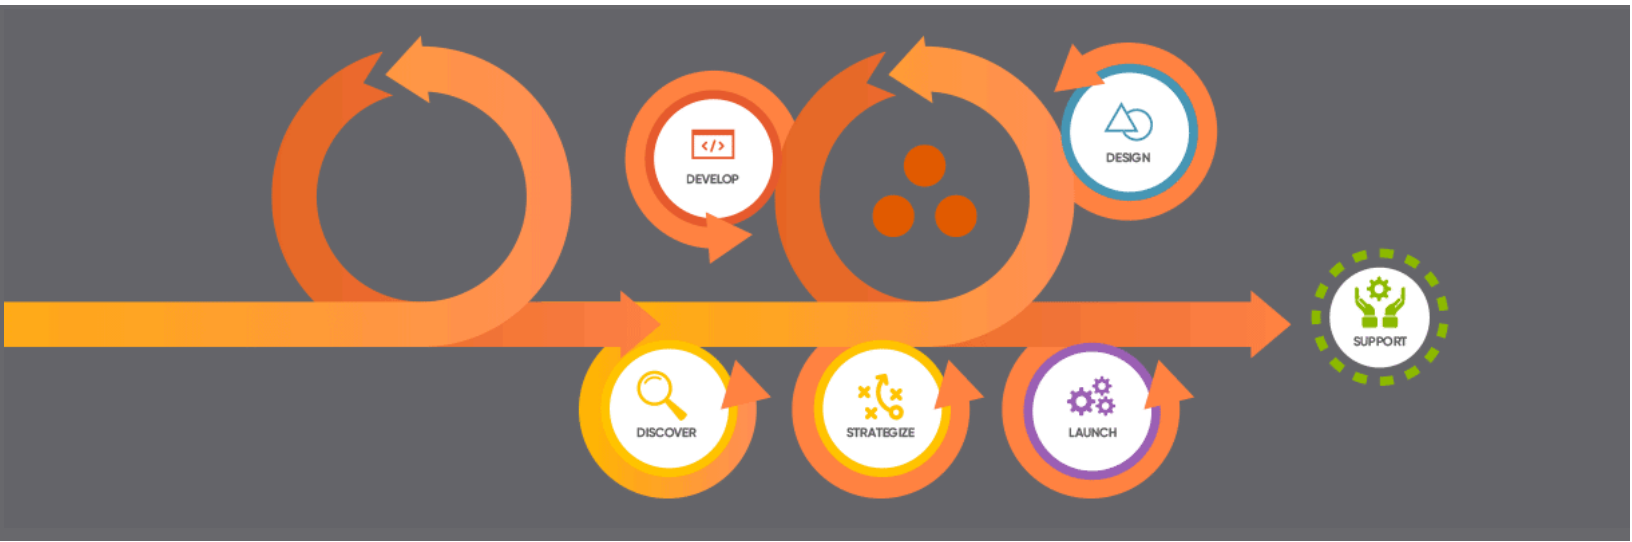 DEVELOP
DESIGN
SUPPORT
DISCOVER
STRATEGIZE
LAUNCH